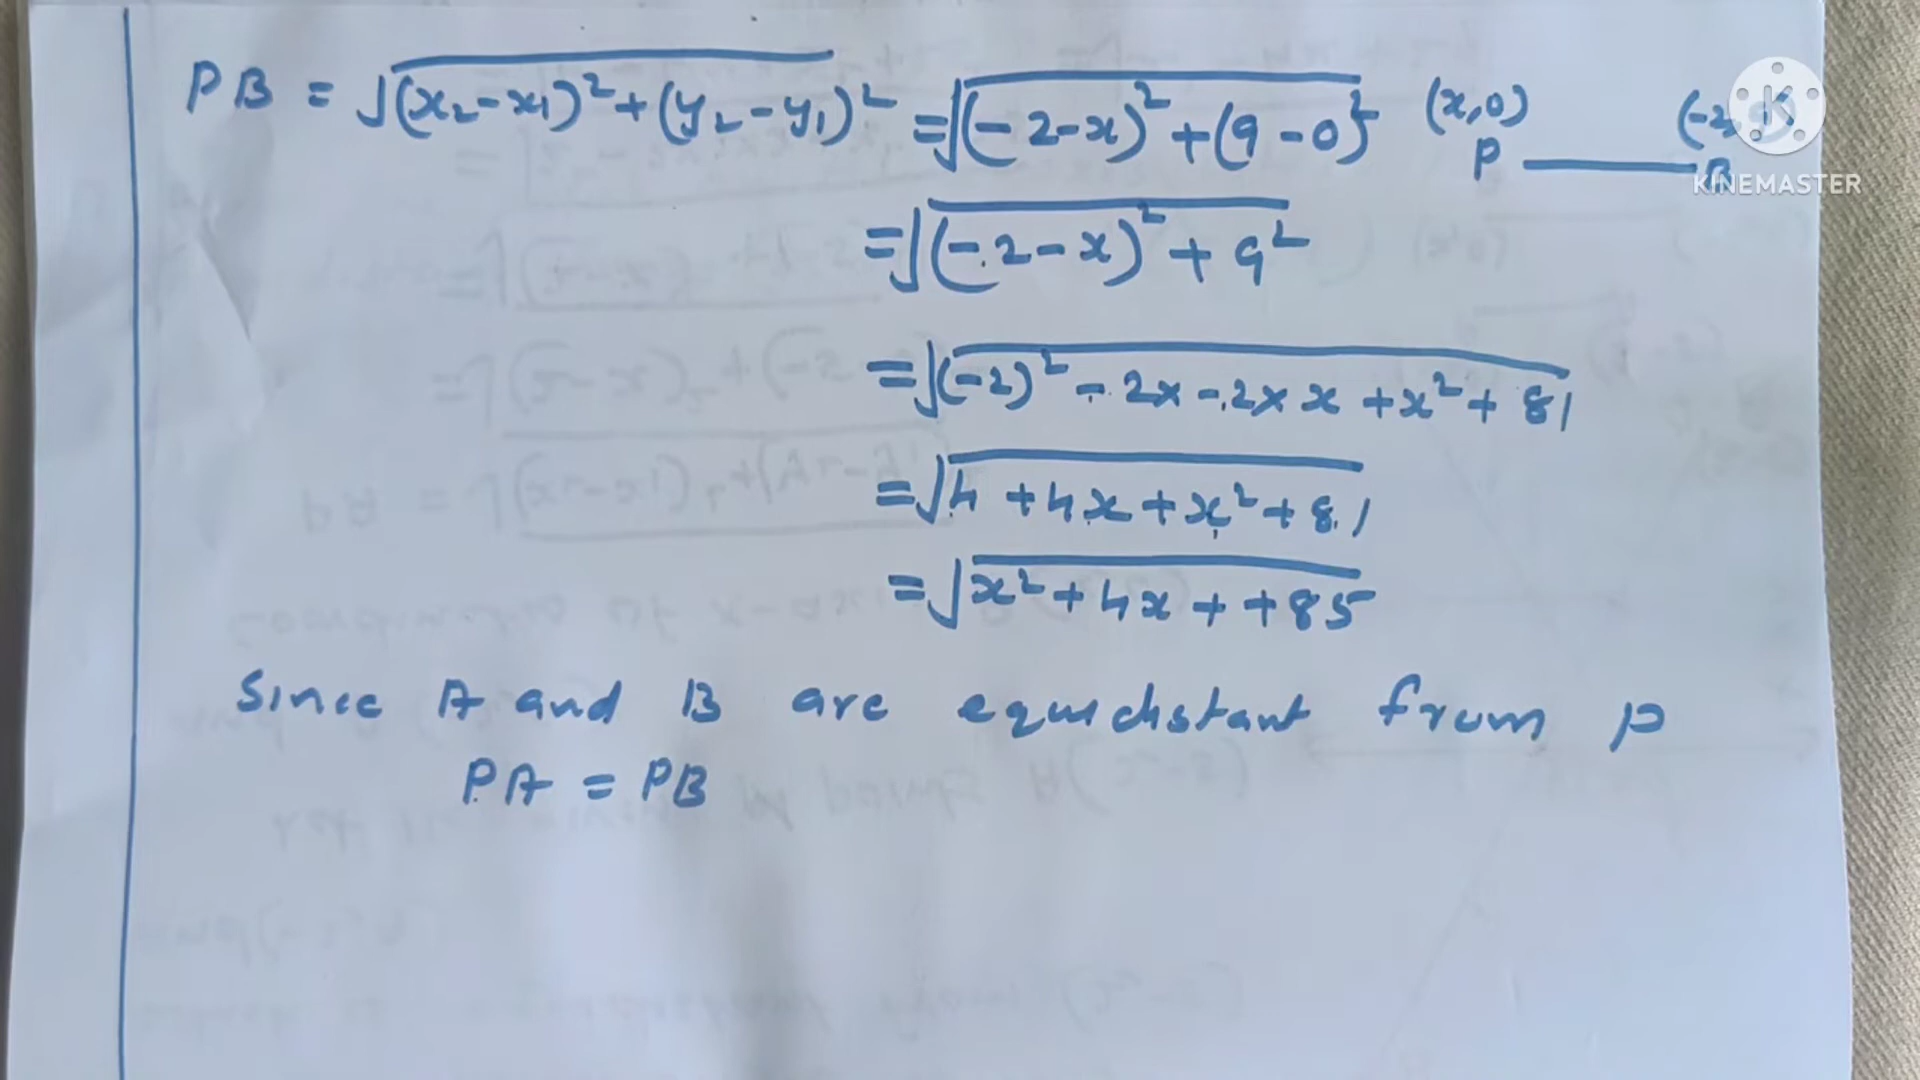 PB = √(x₂-x₁)²+(y₂-y₁)² = √(-2-x)²+(9-0)² (x,0) (-2,
P
KINEMASTER
= √(-2-x)²+9²
= √(-2)²-2x-2x x+x²+81
= √4+4x+x²+81
= √x²+4x++85
Since A and B are equidistant from P
PA = PB